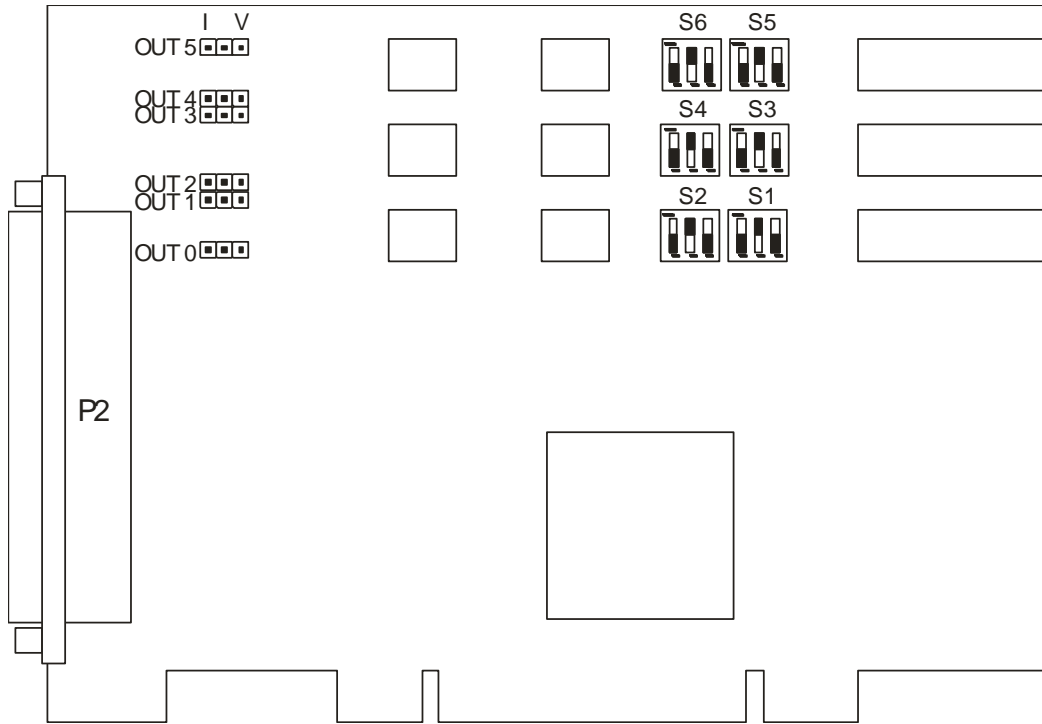 I V
OUT 5
S6 S5
OUT 4
OUT 3
S4 S3
OUT 2
OUT 1
S2 S1
OUT 0
P2